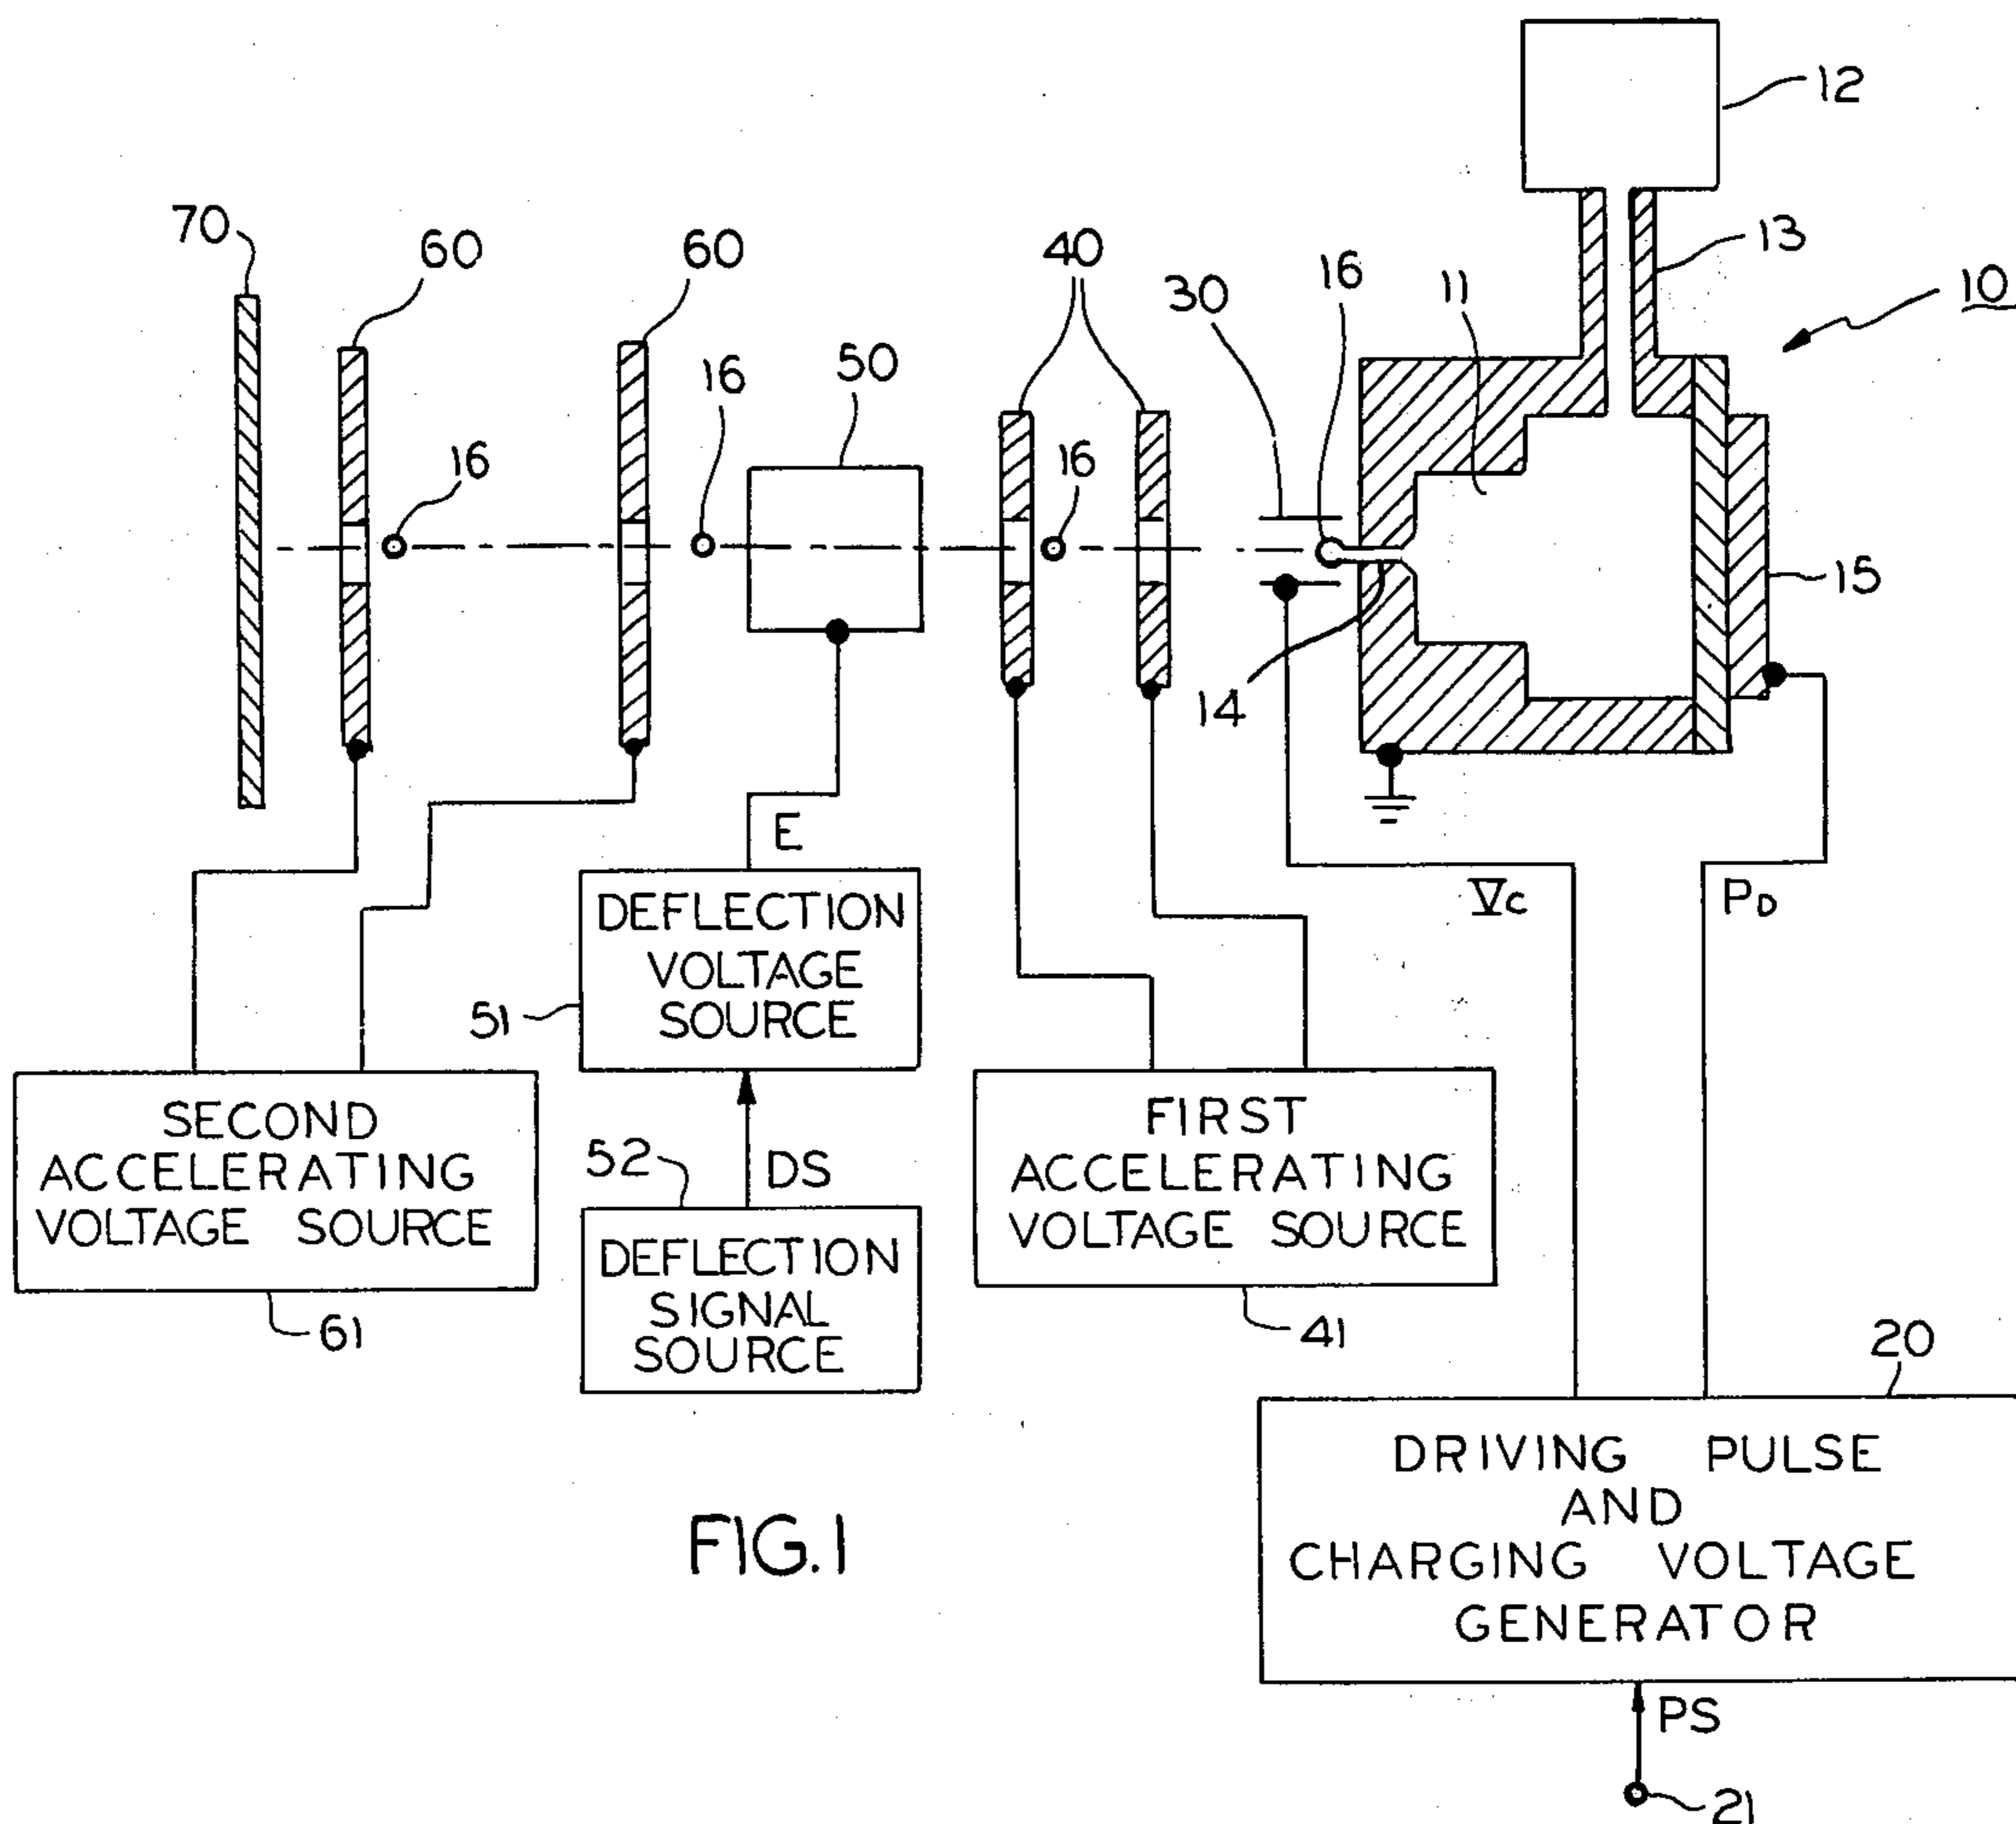 12
70
60
60
40
30
16
11
13
10
16
50
16
16
15
14
E
Vc
PD
DEFLECTION
VOLTAGE
SOURCE
51
SECOND
ACCELERATING
VOLTAGE SOURCE
61
52
DS
DEFLECTION
SIGNAL
SOURCE
FIRST
ACCELERATING
VOLTAGE SOURCE
41
20
DRIVING PULSE
AND
CHARGING VOLTAGE
GENERATOR
PS
21
FIG.1